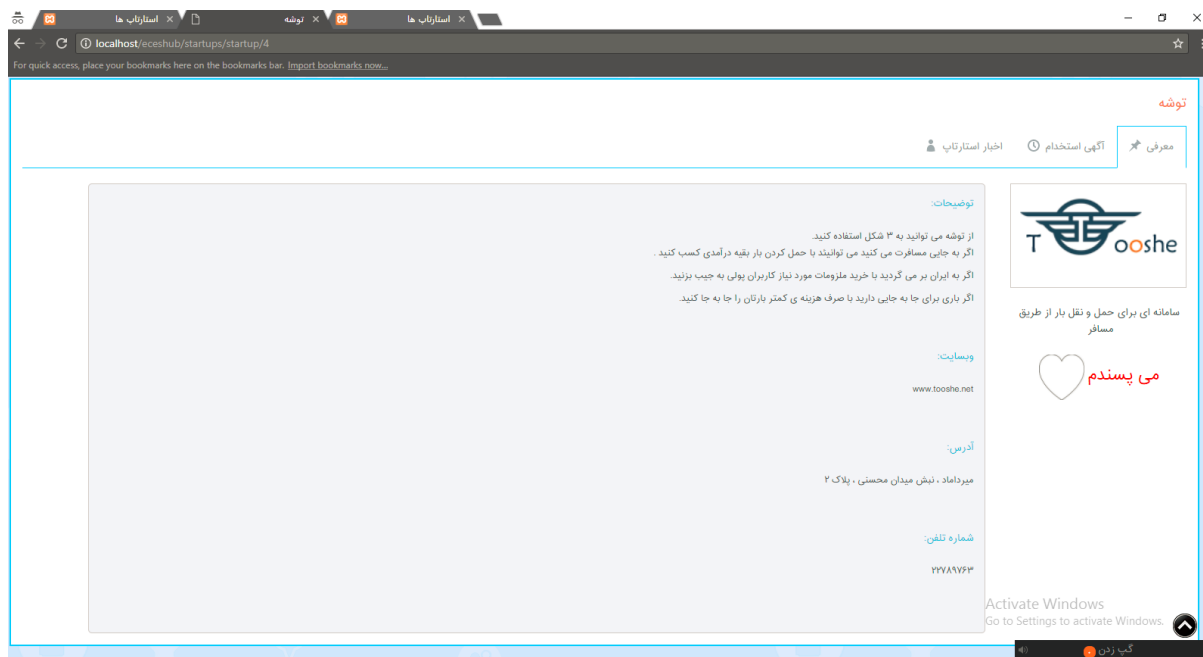 استارتاپ ها
توشه
استارتاپ ها
localhost/eceshub/startups/startup/4
For quick access, place your bookmarks here on the bookmarks bar. Import bookmarks now...
توشه
معرفی
آگهی استخدام
اخبار استارتاپ
Tooshe
سامانه ای برای حمل و نقل بار از طریق
مسافر
می پسندم
توضیحات:
از توشه می توانید به ۳ شکل استفاده کنید.
اگر به جایی مسافرت می کنید می توانیند با حمل کردن بار بقیه درآمدی کسب کنید .
اگر به ایران بر می گردید با خرید ملزومات مورد نیاز کاربران پولی به جیب بزنید.
اگر باری برای جا به جایی دارید با صرف هزینه ی کمتر بارتان را جا به جا کنید.
وبسایت:
www.tooshe.net
آدرس:
میرداماد ، نبش میدان محسنی ، پلاک ۲
شماره تلفن:
۲۲۷۸۹۷۶۳
Activate Windows
Go to Settings to activate Windows.
گپ زدن